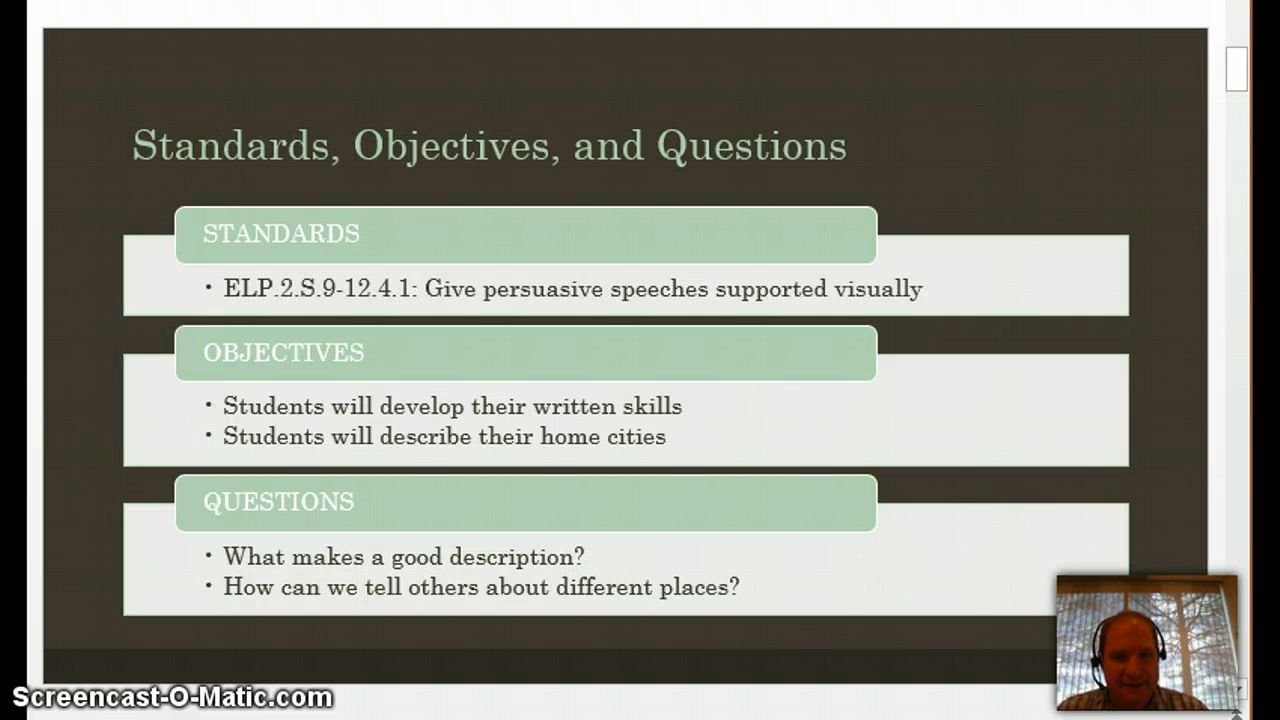 Standards, Objectives, and Questions
STANDARDS
• ELP.2.S.9-12.4.1: Give persuasive speeches supported visually
OBJECTIVES
• Students will develop their written skills
• Students will describe their home cities
QUESTIONS
• What makes a good description?
• How can we tell others about different places?
Screencast-O-Matic.com